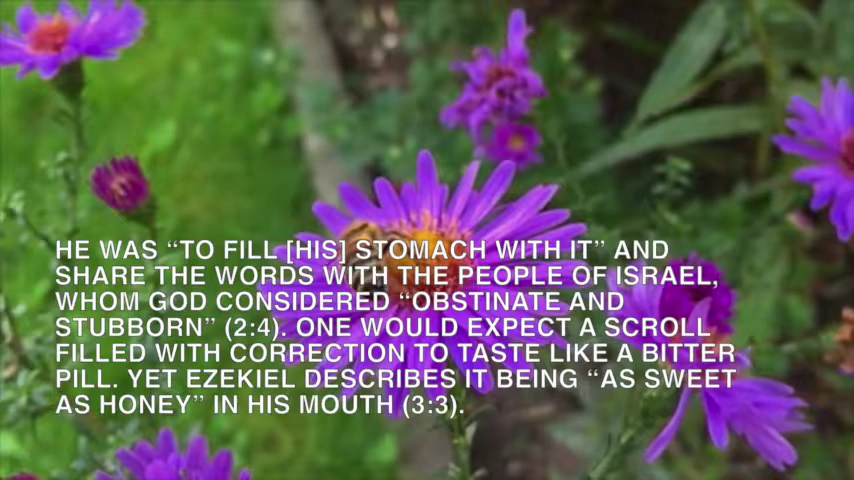 HE WAS “TO FILL [HIS] STOMACH WITH IT” AND
SHARE THE WORDS WITH THE PEOPLE OF ISRAEL,
WHOM GOD CONSIDERED “OBSTINATE AND
STUBBORN” (2:4). ONE WOULD EXPECT A SCROLL
FILLED WITH CORRECTION TO TASTE LIKE A BITTER
PILL. YET EZEKIEL DESCRIBES IT BEING “AS SWEET
AS HONEY” IN HIS MOUTH (3:3).